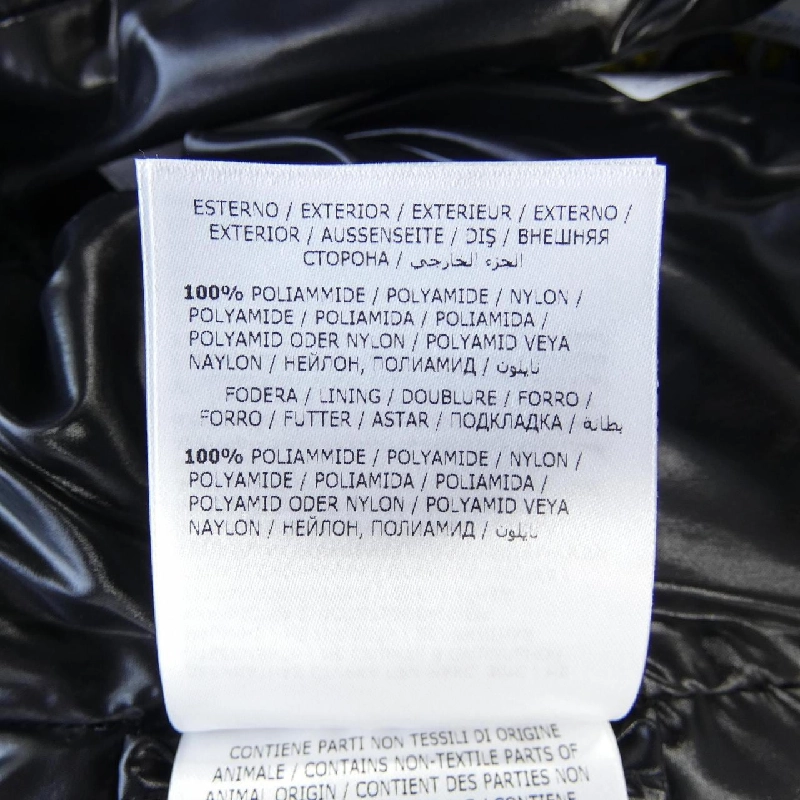 ESTERNO / EXTERIOR / EXTERIEUR / EXTERNO /
EXTERIOR / AUSSENSEITE / DIŞ / ВНЕШНЯЯ
СТОРОНА / الجزء الخارجي
100% POLIAMMIDE / POLYAMIDE / NYLON /
POLYAMIDE / POLIAMIDA / POLIAMIDA /
POLYAMID ODER NYLON / POLYAMID VEYA
NAYLON / НЕЙЛОН, ПОЛИАМИД / نايلون
FODERA / LINING / DOUBLURE / FORRO /
FORRO / FUTTER / ASTAR / ПОДКЛАДКА / بطانة
100% POLIAMMIDE / POLYAMIDE / NYLON /
POLYAMIDE / POLIAMIDA / POLIAMIDA /
POLYAMID ODER NYLON / POLYAMID VEYA
NAYLON / НЕЙЛОН, ПОЛИАМИД / نايلون
CONTIENE PARTI NON TESSILI DI ORIGINE
ANIMALE / CONTAINS NON-TEXTILE PARTS OF
ANIMAL ORIGIN / CONTIENT DES PARTIES NON
/ CONTIENE